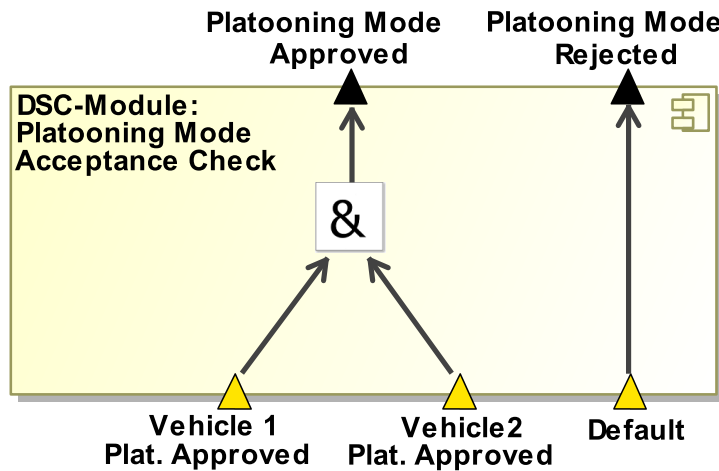 Platooning Mode
Approved
Platooning Mode
Rejected
DSC-Module:
Platooning Mode
Acceptance Check
&
Vehicle 1
Plat. Approved
Vehicle2
Plat. Approved
Default